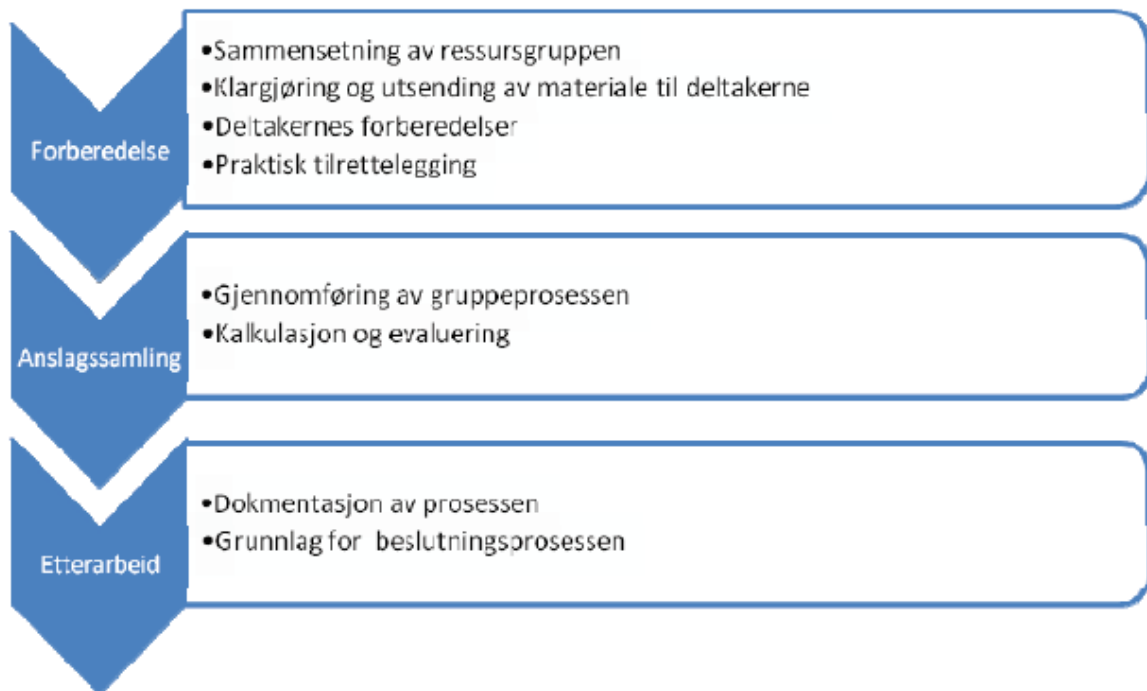 Forberedelse
•Sammensetning av ressursgruppen
•Klargjøring og utsending av materiale til deltakerne
•Deltakernes forberedelser
•Praktisk tilrettelegging
Anslagssamling
•Gjennomføring av gruppeprosessen
•Kalkulasjon og evaluering
Etterarbeid
•Dokmentasjon av prosessen
•Grunnlag for beslutningsprosessen